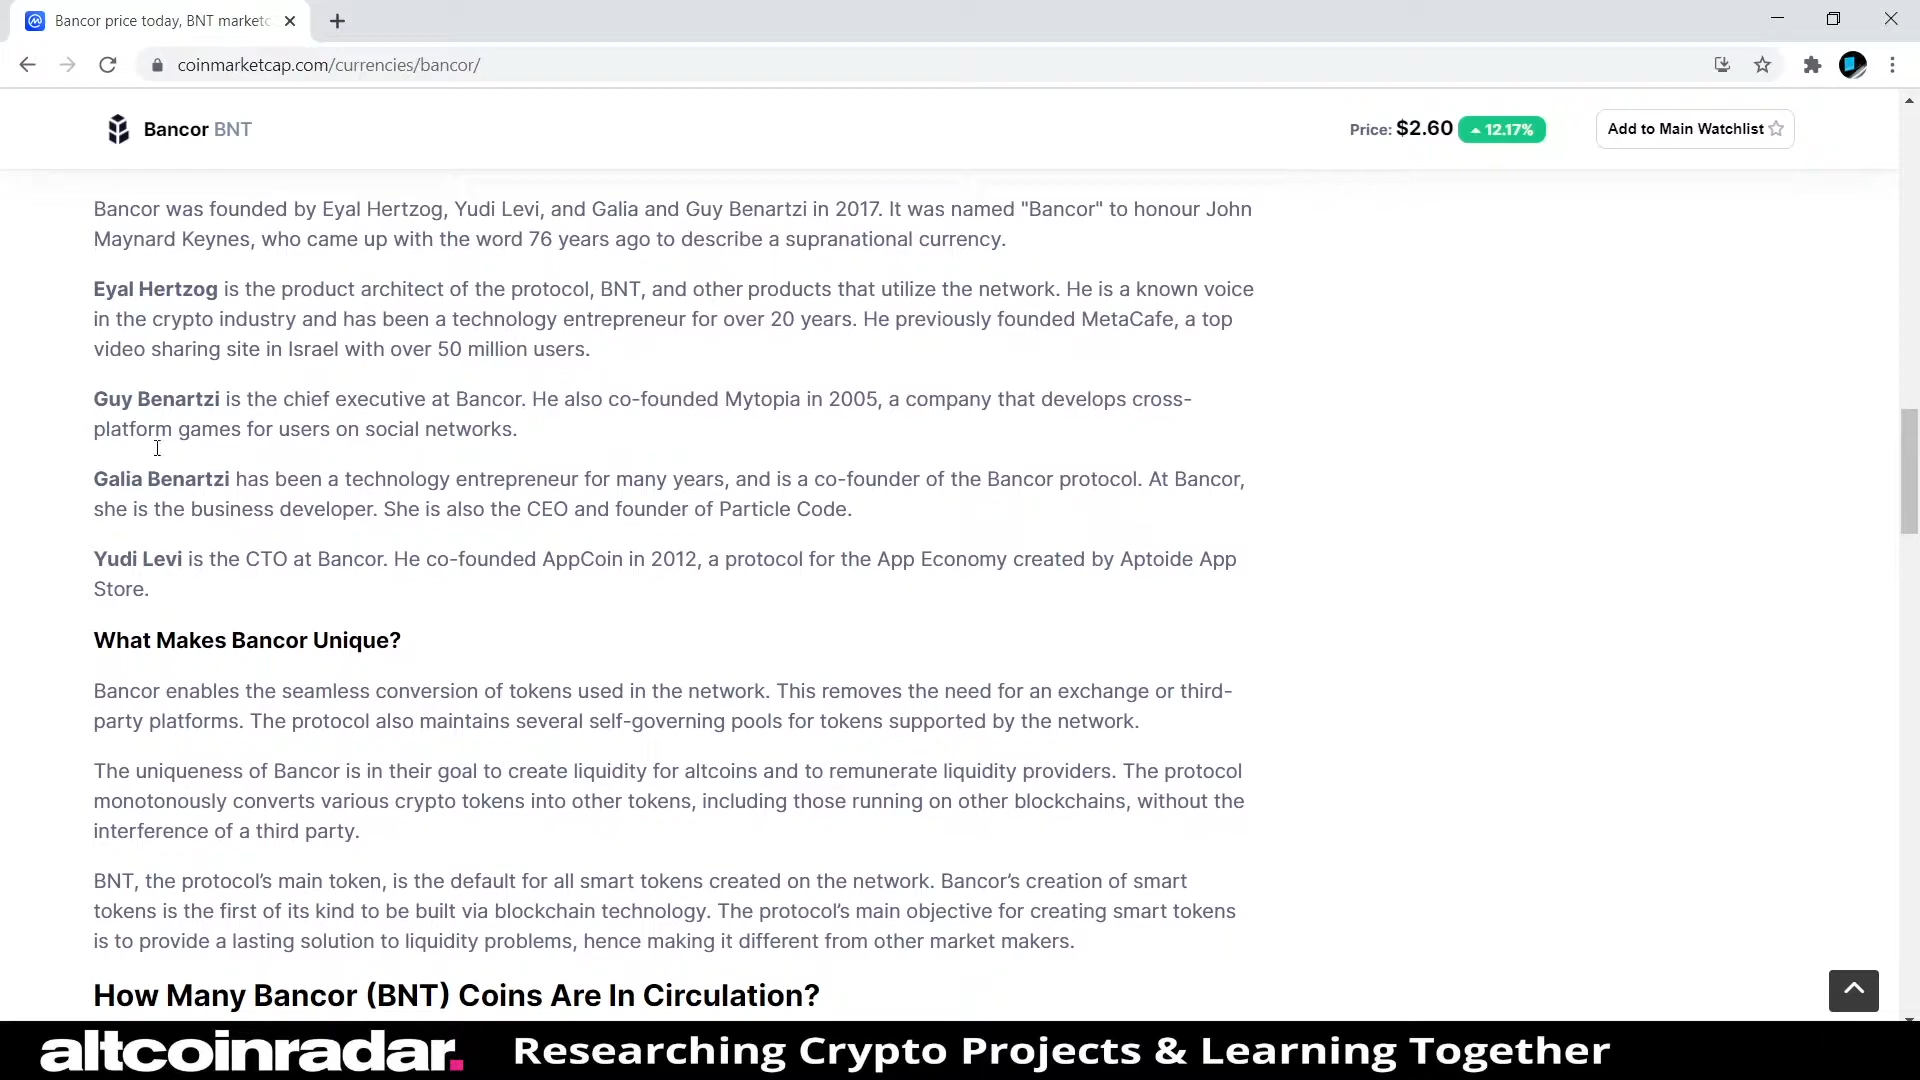 Bancor price today, BNT marketc
coinmarketcap.com/currencies/bancor/
Bancor BNT
Price: $2.60 12.17%
Add to Main Watchlist
Bancor was founded by Eyal Hertzog, Yudi Levi, and Galia and Guy Benartzi in 2017. It was named "Bancor" to honour John
Maynard Keynes, who came up with the word 76 years ago to describe a supranational currency.
Eyal Hertzog is the product architect of the protocol, BNT, and other products that utilize the network. He is a known voice
in the crypto industry and has been a technology entrepreneur for over 20 years. He previously founded MetaCafe, a top
video sharing site in Israel with over 50 million users.
Guy Benartzi is the chief executive at Bancor. He also co-founded Mytopia in 2005, a company that develops cross-
platform games for users on social networks.
Galia Benartzi has been a technology entrepreneur for many years, and is a co-founder of the Bancor protocol. At Bancor,
she is the business developer. She is also the CEO and founder of Particle Code.
Yudi Levi is the CTO at Bancor. He co-founded AppCoin in 2012, a protocol for the App Economy created by Aptoide App
Store.
What Makes Bancor Unique?
Bancor enables the seamless conversion of tokens used in the network. This removes the need for an exchange or third-
party platforms. The protocol also maintains several self-governing pools for tokens supported by the network.
The uniqueness of Bancor is in their goal to create liquidity for altcoins and to remunerate liquidity providers. The protocol
monotonously converts various crypto tokens into other tokens, including those running on other blockchains, without the
interference of a third party.
BNT, the protocol’s main token, is the default for all smart tokens created on the network. Bancor’s creation of smart
tokens is the first of its kind to be built via blockchain technology. The protocol’s main objective for creating smart tokens
is to provide a lasting solution to liquidity problems, hence making it different from other market makers.
How Many Bancor (BNT) Coins Are In Circulation?
altcoinradar. Researching Crypto Projects & Learning Together